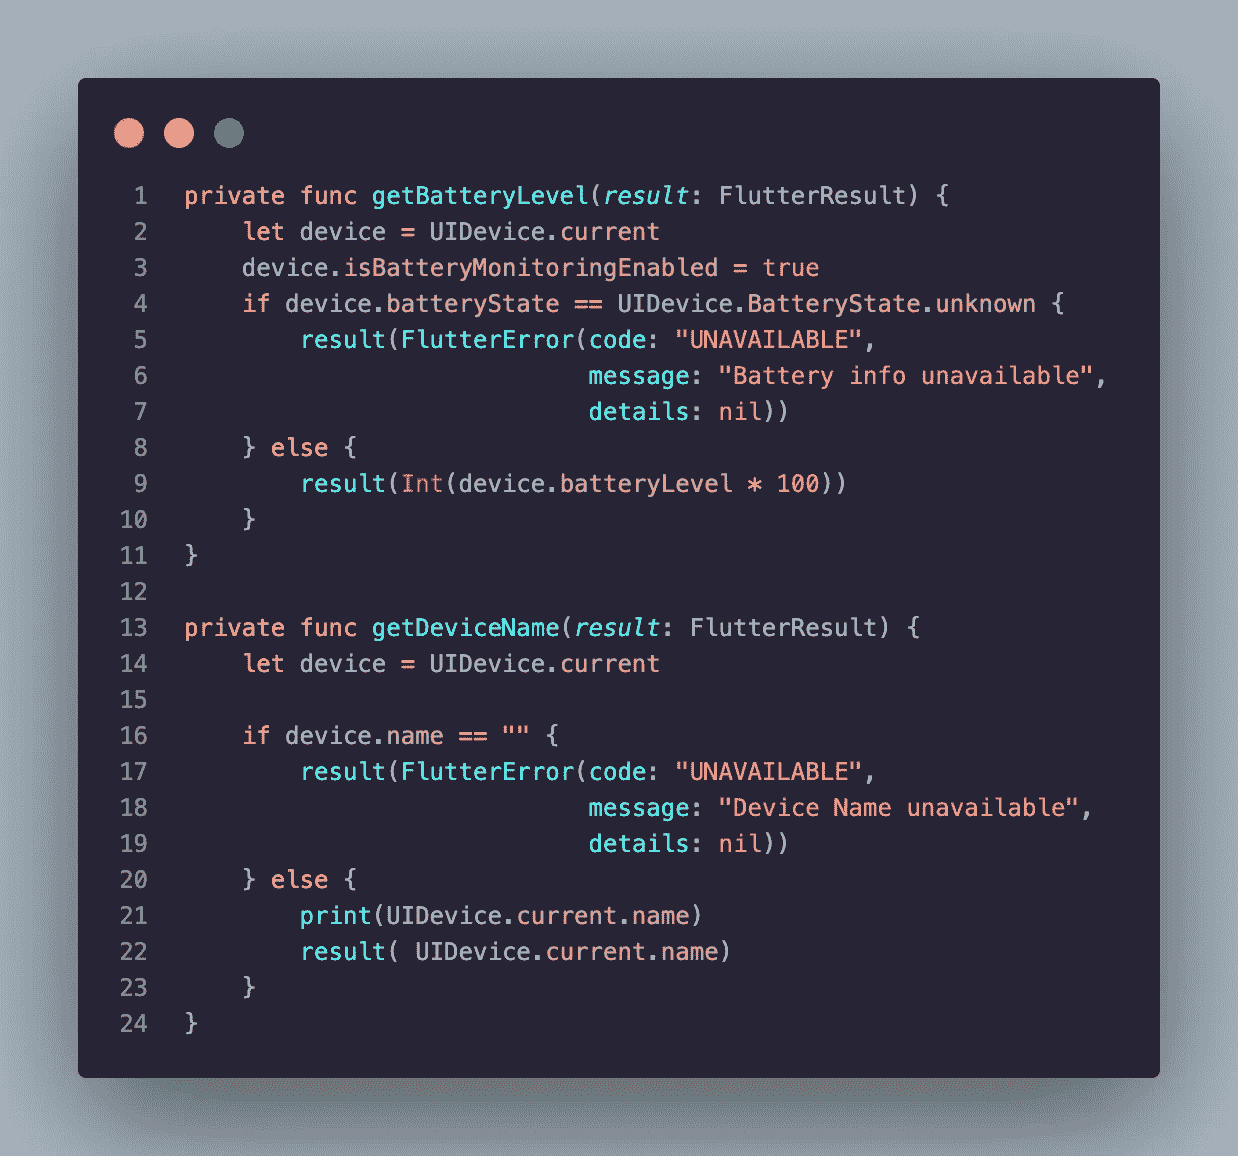 1 private func getBatteryLevel(result: FlutterResult) {
2     let device = UIDevice.current
3     device.isBatteryMonitoringEnabled = true
4     if device.batteryState == UIDevice.BatteryState.unknown {
5         result(FlutterError(code: "UNAVAILABLE",
6                             message: "Battery info unavailable",
7                             details: nil))
8     } else {
9         result(Int(device.batteryLevel * 100))
10     }
11 }
12
13 private func getDeviceName(result: FlutterResult) {
14     let device = UIDevice.current
15
16     if device.name == "" {
17         result(FlutterError(code: "UNAVAILABLE",
18                             message: "Device Name unavailable",
19                             details: nil))
20     } else {
21         print(UIDevice.current.name)
22         result( UIDevice.current.name)
23     }
24 }